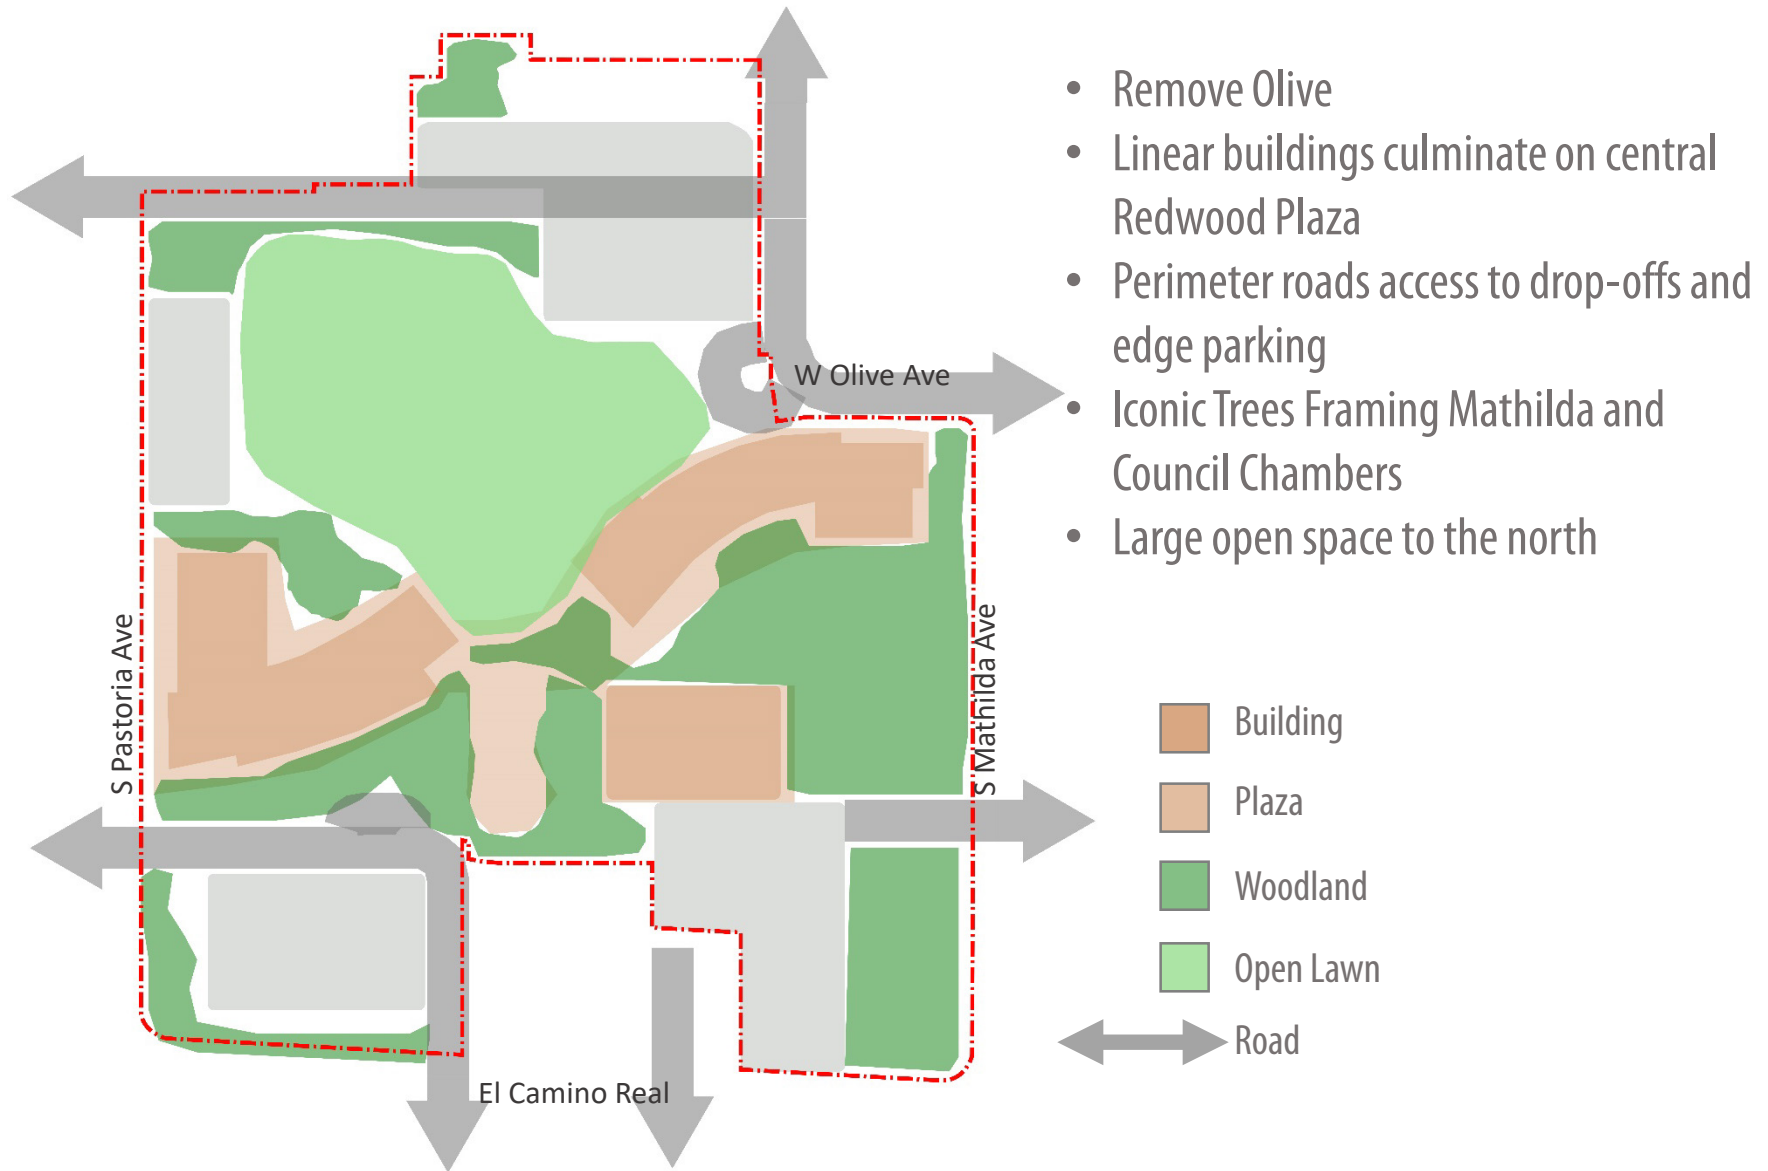 • Remove Olive
• Linear buildings culminate on central
Redwood Plaza
• Perimeter roads access to drop-offs and
edge parking
• Iconic Trees Framing Mathilda and
Council Chambers
• Large open space to the north
W Olive Ave
S Pastoria Ave
S Mathilda Ave
El Camino Real
Building
Plaza
Woodland
Open Lawn
Road